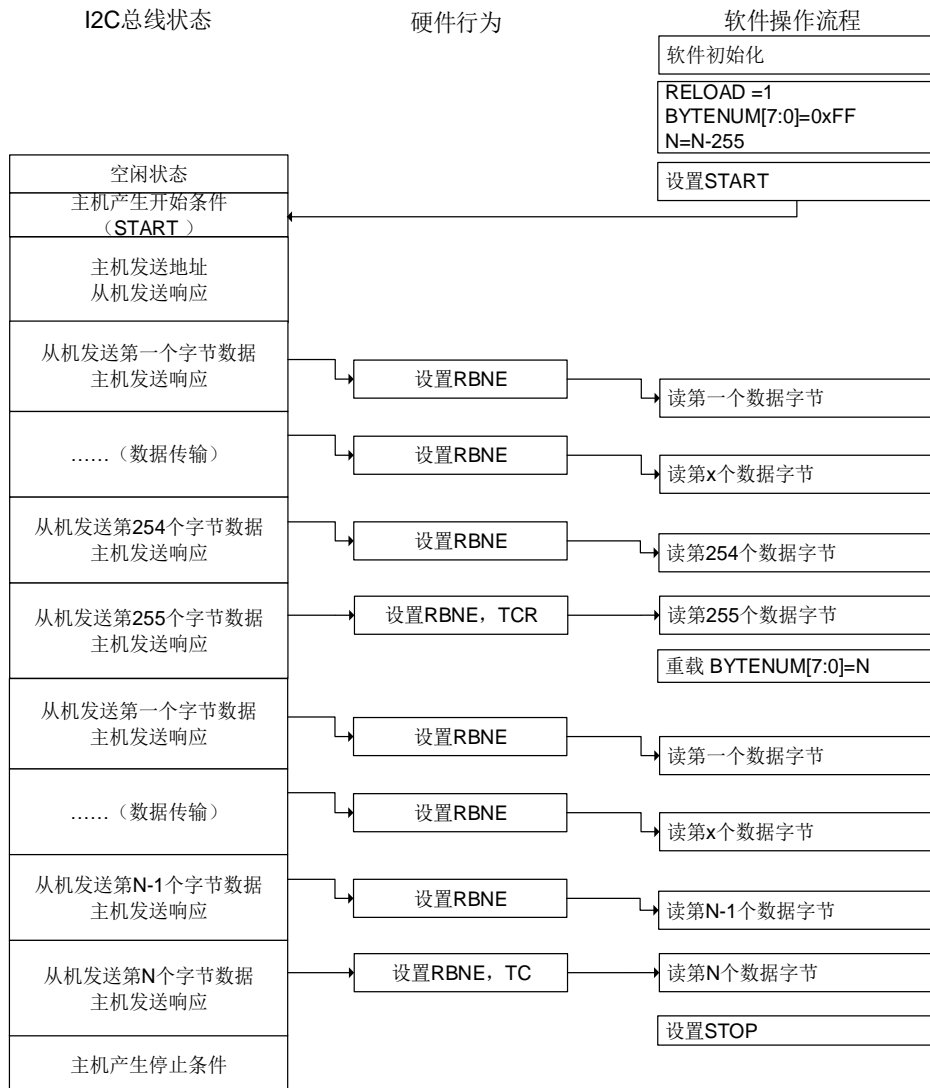 I2C总线状态
硬件行为
软件操作流程
软件初始化
RELOAD =1
BYTENUM[7:0]=0xFF
N=N-255
设置START
空闲状态
主机产生开始条件
（START ）
主机发送地址
从机发送响应
从机发送第一个字节数据
主机发送响应
设置RBNE
读第一个数据字节
……（数据传输）
设置RBNE
读第x个数据字节
从机发送第254个字节数据
主机发送响应
设置RBNE
读第254个数据字节
从机发送第255个字节数据
主机发送响应
设置RBNE，TCR
读第255个数据字节
重载 BYTENUM[7:0]=N
从机发送第一个字节数据
主机发送响应
设置RBNE
读第一个数据字节
……（数据传输）
设置RBNE
读第x个数据字节
从机发送第N-1个字节数据
主机发送响应
设置RBNE
读第N-1个数据字节
从机发送第N个字节数据
主机发送响应
设置RBNE，TC
读第N个数据字节
设置STOP
主机产生停止条件